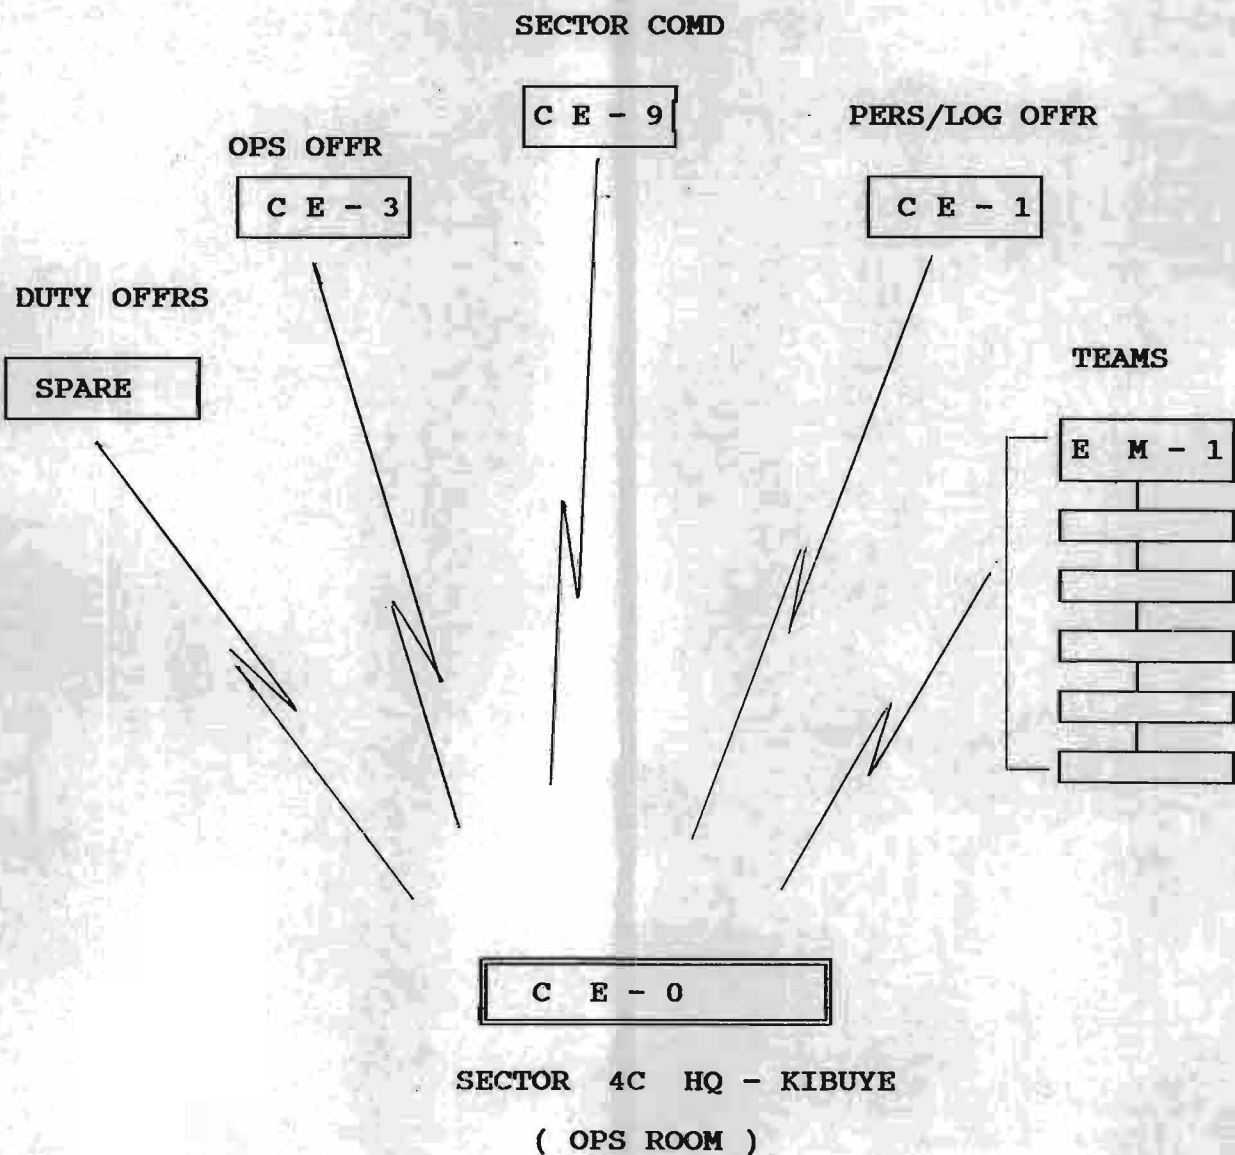 SECTOR COMD
C E - 9
PERS/LOG OFFR
OPS OFFR
C E - 3
C E - 1
DUTY OFFRS
SPARE
TEAMS
E M - 1
C E - 0
SECTOR 4C HQ - KIBUYE
( OPS ROOM )